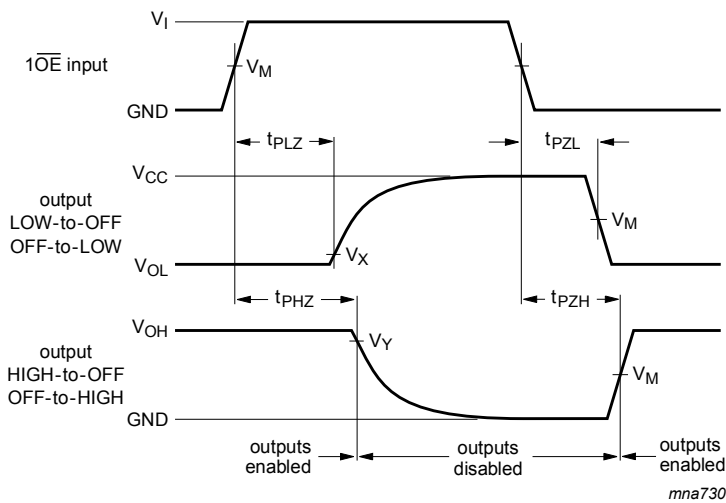 V_I
1O̅E̅ input
V_M
GND
t_PLZ
t_PZL
V_CC
output
LOW-to-OFF
OFF-to-LOW
V_M
V_X
V_OL
t_PHZ
t_PZH
V_OH
output
HIGH-to-OFF
OFF-to-HIGH
V_Y
V_M
GND
outputs
enabled
outputs
disabled
outputs
enabled
mna730